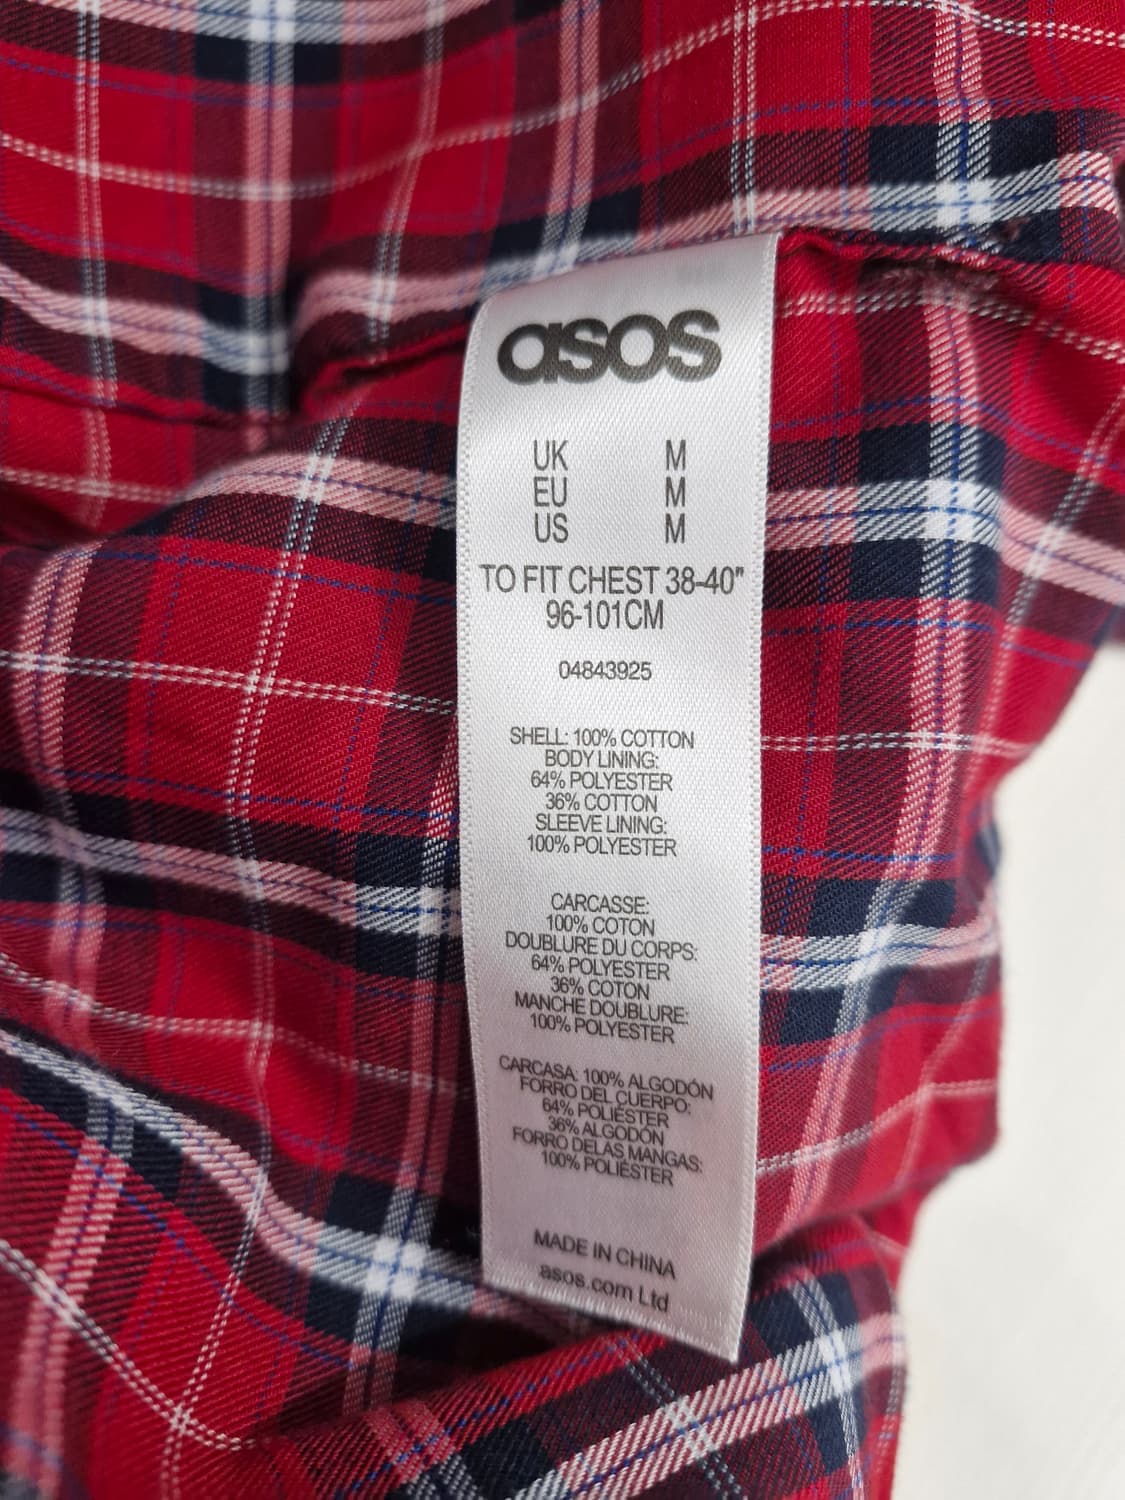 asos
UK M
EU M
US M
TO FIT CHEST 38-40"
96-101CM
04843925
SHELL: 100% COTTON
BODY LINING:
64% POLYESTER
36% COTTON
SLEEVE LINING:
100% POLYESTER
CARCASSE:
100% COTON
DOUBLURE DU CORPS:
64% POLYESTER
36% COTON
MANCHE DOUBLURE:
100% POLYESTER
CARCASA: 100% ALGODÓN
FORRO DEL CUERPO:
64% POLIÉSTER
36% ALGODÓN
FORRO DELAS MANGAS:
100% POLIÉSTER
MADE IN CHINA
asos.com Ltd